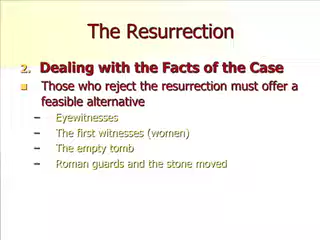 The Resurrection
2. Dealing with the Facts of the Case
■ Those who reject the resurrection must offer a
feasible alternative
– Eyewitnesses
– The first witnesses (women)
– The empty tomb
– Roman guards and the stone moved